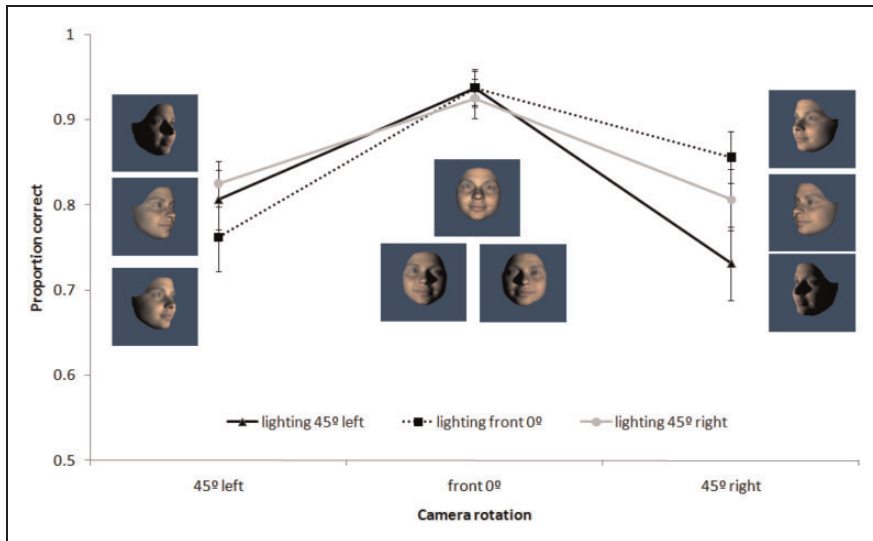 1
0.9
0.8
0.7
0.6
0.5
Proportion correct
lighting 45º left lighting front 0º lighting 45º right
45º left front 0º 45º right
Camera rotation